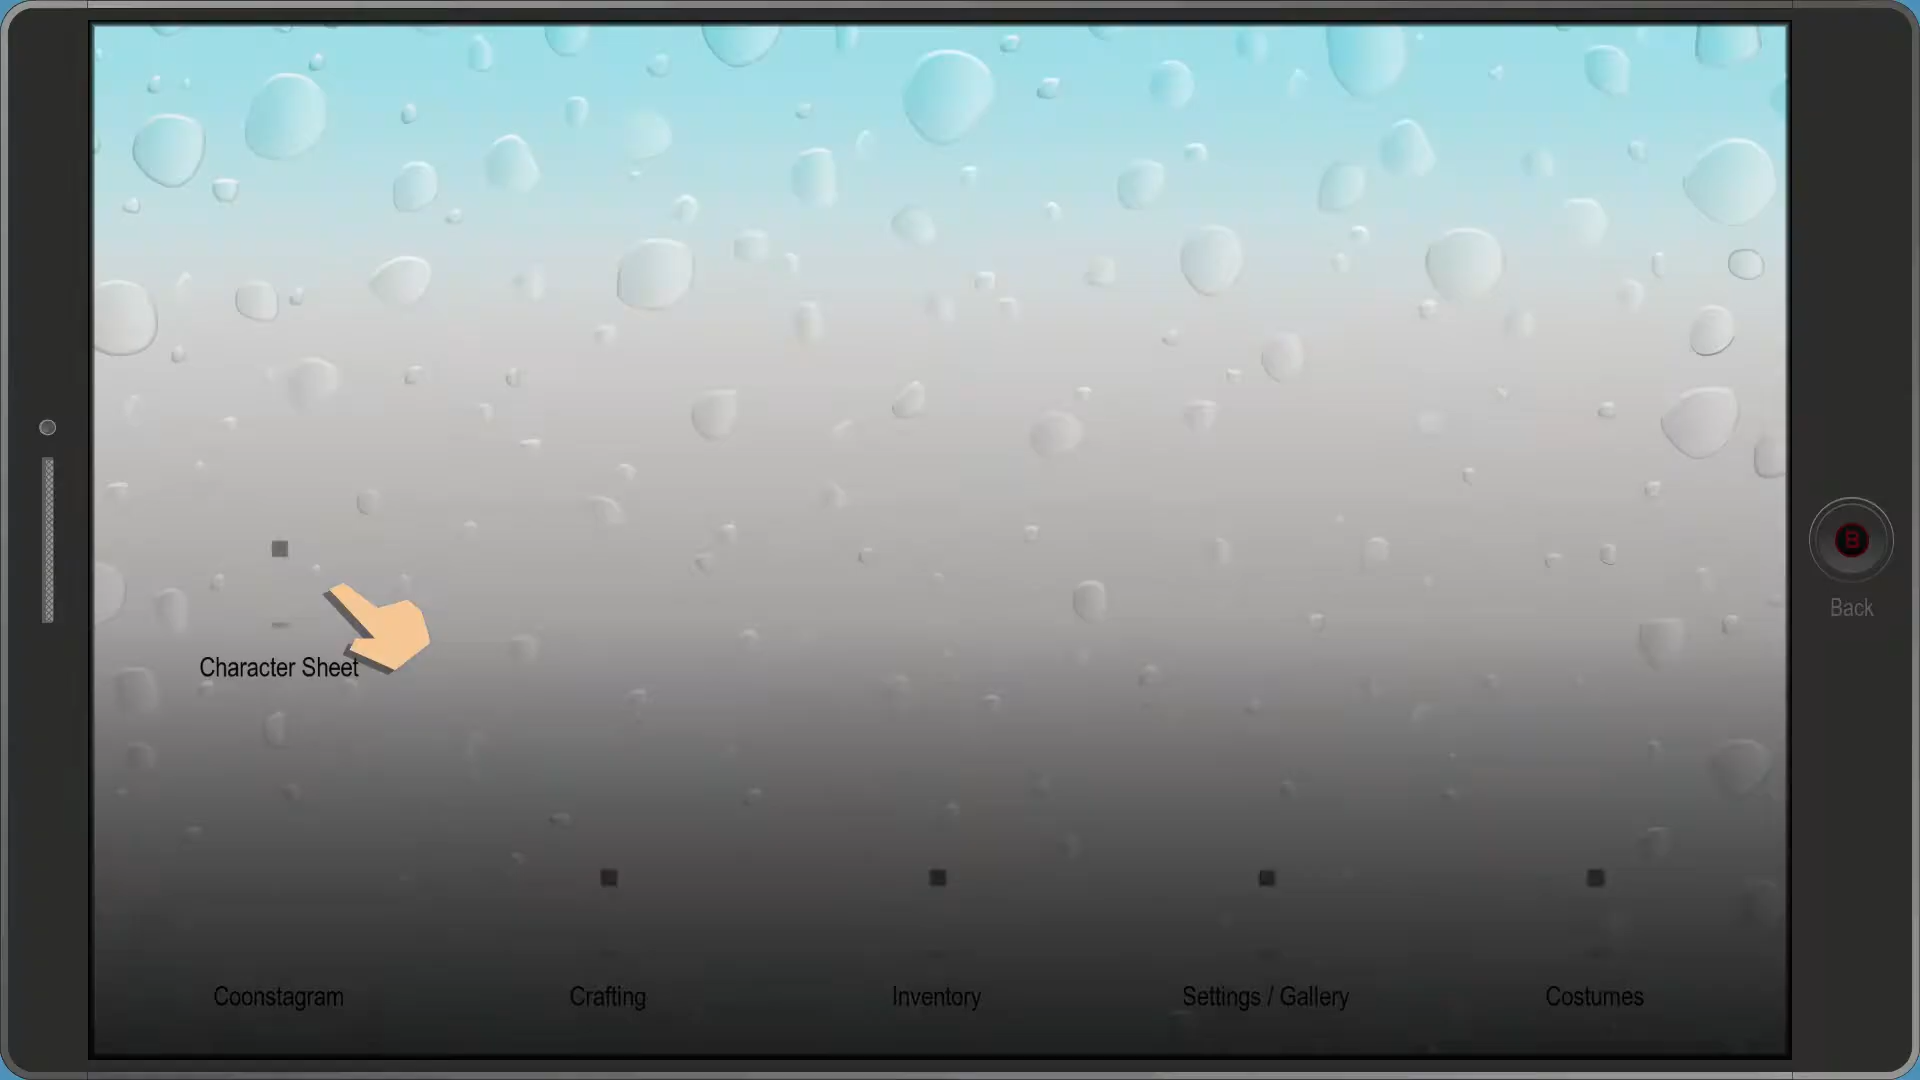 B
Back
Character Sheet
Coonstagram
Crafting
Inventory
Settings / Gallery
Costumes